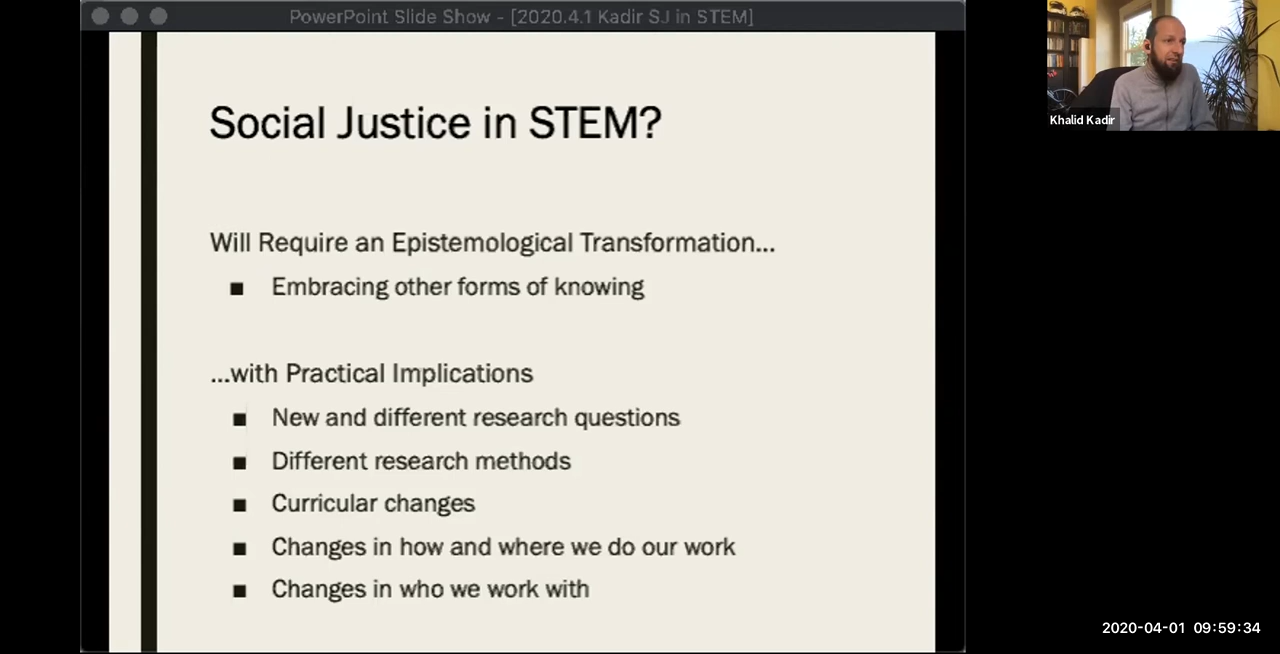 PowerPoint Slide Show - [2020.4.1 Kadir SJ in STEM]
Social Justice in STEM?
Will Require an Epistemological Transformation...
■ Embracing other forms of knowing
...with Practical Implications
■ New and different research questions
■ Different research methods
■ Curricular changes
■ Changes in how and where we do our work
■ Changes in who we work with
Khalid Kadir
2020-04-01 09:59:34